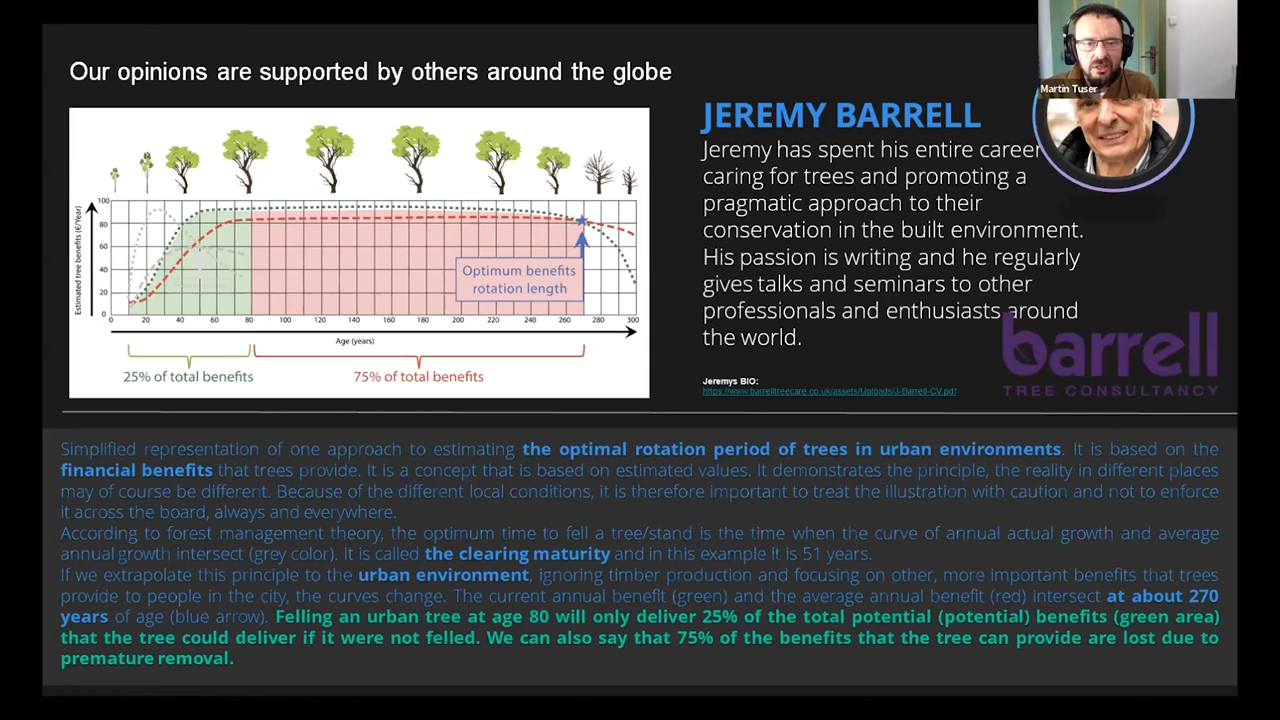 Our opinions are supported by others around the globe
Martin Tuser
JEREMY BARRELL
Jeremy has spent his entire career
caring for trees and promoting a
pragmatic approach to their
conservation in the built environment.
His passion is writing and he regularly
gives talks and seminars to other
professionals and enthusiasts around
the world.
Jeremys BIO:
https://www.barrelltreecare.co.uk/assets/Uploads/J-Barrell-CV.pdf
barrell
TREE CONSULTANCY
Estimated tree benefits (€/Year)
100
80
60
40
20
0
Optimum benefits
rotation length
0 20 40 60 80 100 120 140 160 180 200 220 240 260 280 300
Age (years)
25% of total benefits
75% of total benefits
Simplified representation of one approach to estimating the optimal rotation period of trees in urban environments. It is based on the
financial benefits that trees provide. It is a concept that is based on estimated values. It demonstrates the principle, the reality in different places
may of course be different. Because of the different local conditions, it is therefore important to treat the illustration with caution and not to enforce
it across the board, always and everywhere.
According to forest management theory, the optimum time to fell a tree/stand is the time when the curve of annual actual growth and average
annual growth intersect (grey color). It is called the clearing maturity and in this example it is 51 years.
If we extrapolate this principle to the urban environment, ignoring timber production and focusing on other, more important benefits that trees
provide to people in the city, the curves change. The current annual benefit (green) and the average annual benefit (red) intersect at about 270
years of age (blue arrow). Felling an urban tree at age 80 will only deliver 25% of the total potential (potential) benefits (green area)
that the tree could deliver if it were not felled. We can also say that 75% of the benefits that the tree can provide are lost due to
premature removal.